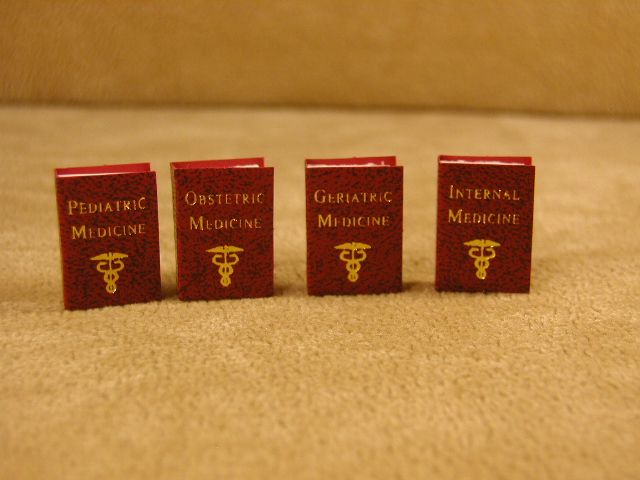 Pediatric
Medicine
Obstetric
Medicine
Geriatric
Medicine
Internal
Medicine